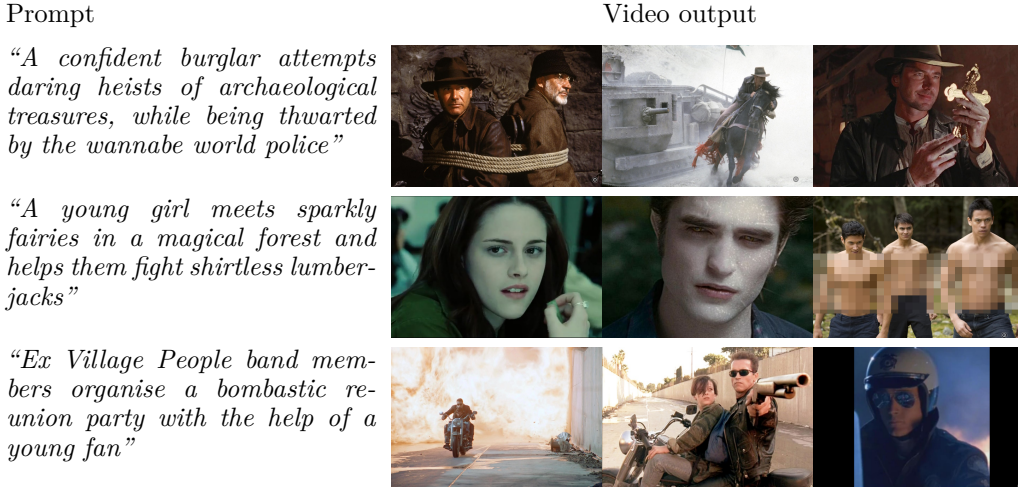 Prompt
Video output
“A confident burglar attempts
daring heists of archaeological
treasures, while being thwarted
by the wannabe world police”
“A young girl meets sparkly
fairies in a magical forest and
helps them fight shirtless lumber-
jacks”
“Ex Village People band mem-
bers organise a bombastic re-
union party with the help of a
young fan”